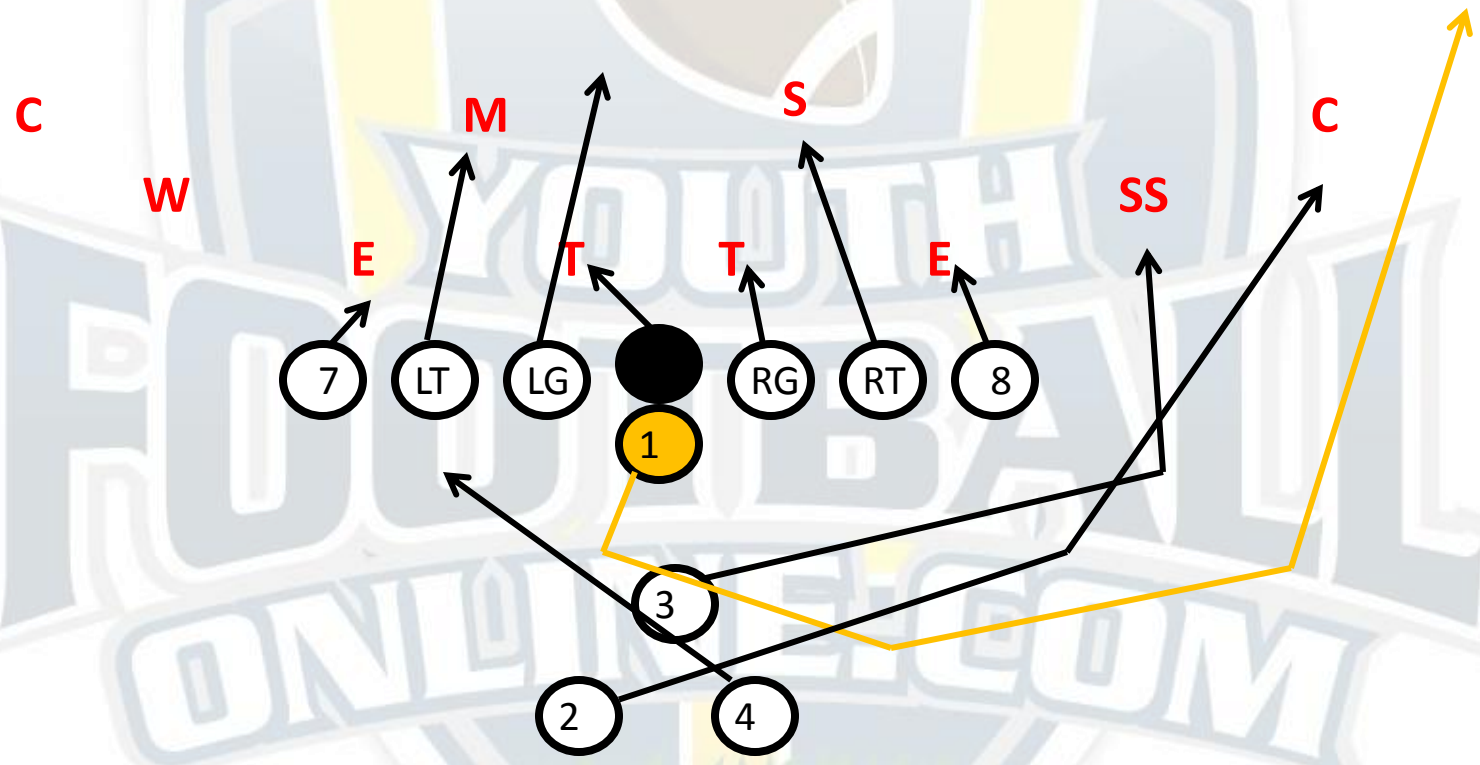 C M S C
W SS
E T T E
7 LT LG RG RT 8
1
3
2 4
YOUTH
FOOTBALL
ONLINE.COM